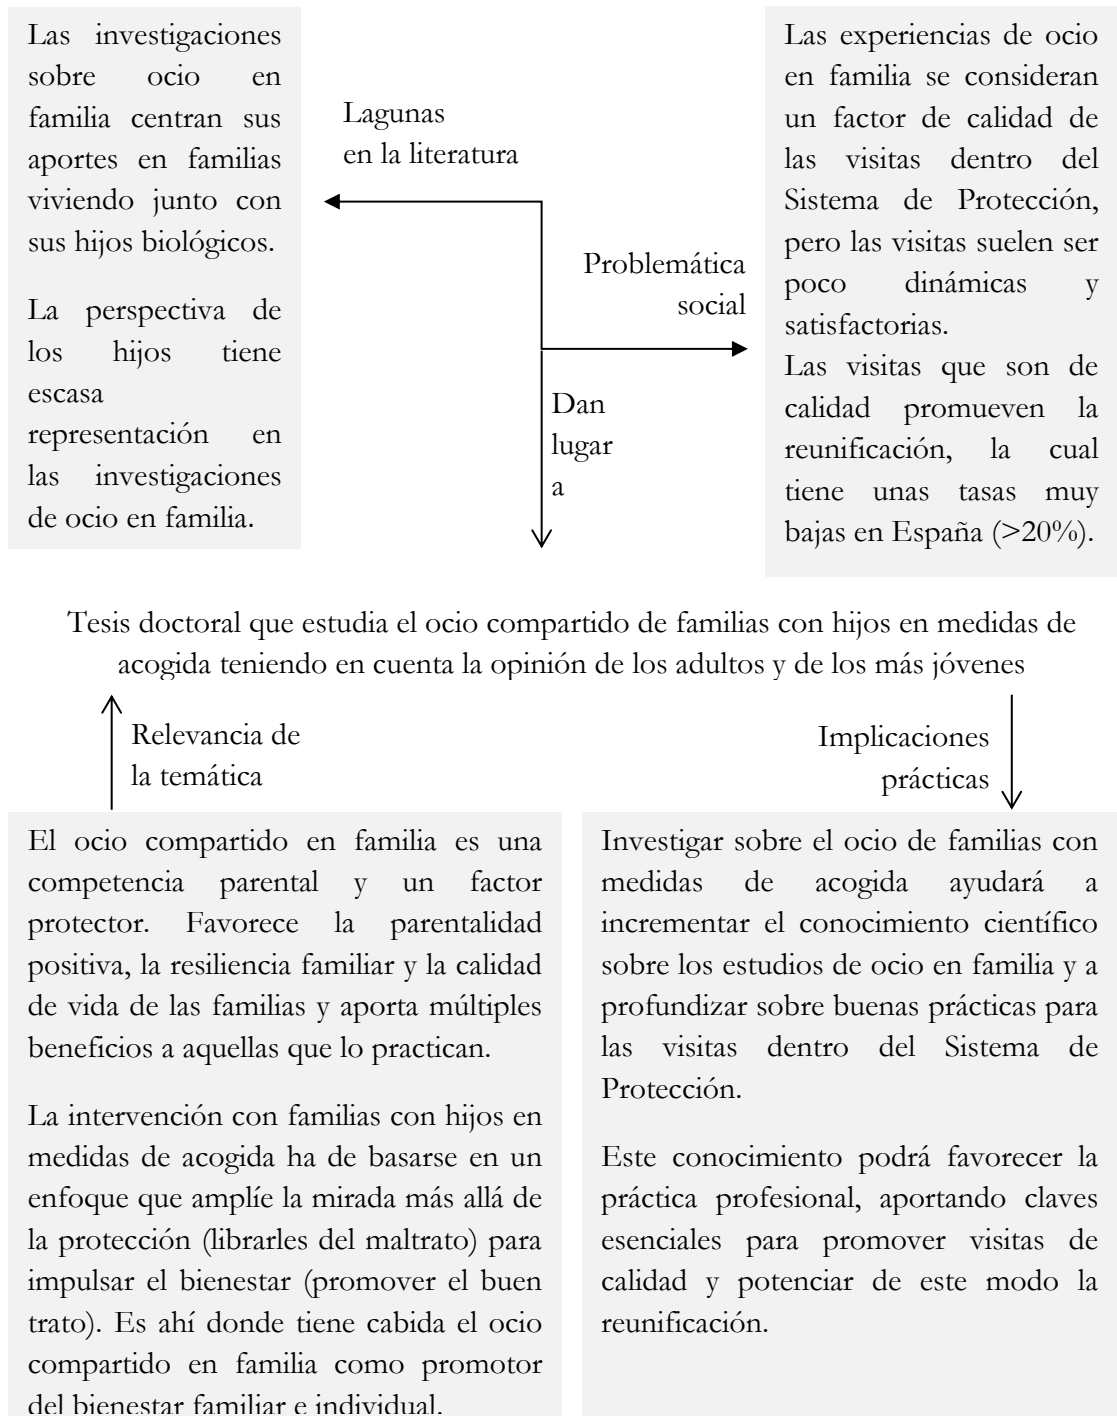 Las investigaciones
sobre ocio en
familia centran sus
aportes en familias
viviendo junto con
sus hijos biológicos.
La perspectiva de
los hijos tiene
escasa
representación en
las investigaciones
de ocio en familia.
Lagunas
en la literatura
Problemática
social
Dan
lugar
a
Las experiencias de ocio
en familia se consideran
un factor de calidad de
las visitas dentro del
Sistema de Protección,
pero las visitas suelen ser
poco dinámicas y
satisfactorias.
Las visitas que son de
calidad promueven la
reunificación, la cual
tiene unas tasas muy
bajas en España (>20%).
Tesis doctoral que estudia el ocio compartido de familias con hijos en medidas de
acogida teniendo en cuenta la opinión de los adultos y de los más jóvenes
Relevancia de
la temática
Implicaciones
prácticas
El ocio compartido en familia es una
competencia parental y un factor
protector. Favorece la parentalidad
positiva, la resiliencia familiar y la calidad
de vida de las familias y aporta múltiples
beneficios a aquellas que lo practican.
La intervención con familias con hijos en
medidas de acogida ha de basarse en un
enfoque que amplíe la mirada más allá de
la protección (librarles del maltrato) para
impulsar el bienestar (promover el buen
trato). Es ahí donde tiene cabida el ocio
compartido en familia como promotor
del bienestar familiar e individual.
Investigar sobre el ocio de familias con
medidas de acogida ayudará a
incrementar el conocimiento científico
sobre los estudios de ocio en familia y a
profundizar sobre buenas prácticas para
las visitas dentro del Sistema de
Protección.
Este conocimiento podrá favorecer la
práctica profesional, aportando claves
esenciales para promover visitas de
calidad y potenciar de este modo la
reunificación.